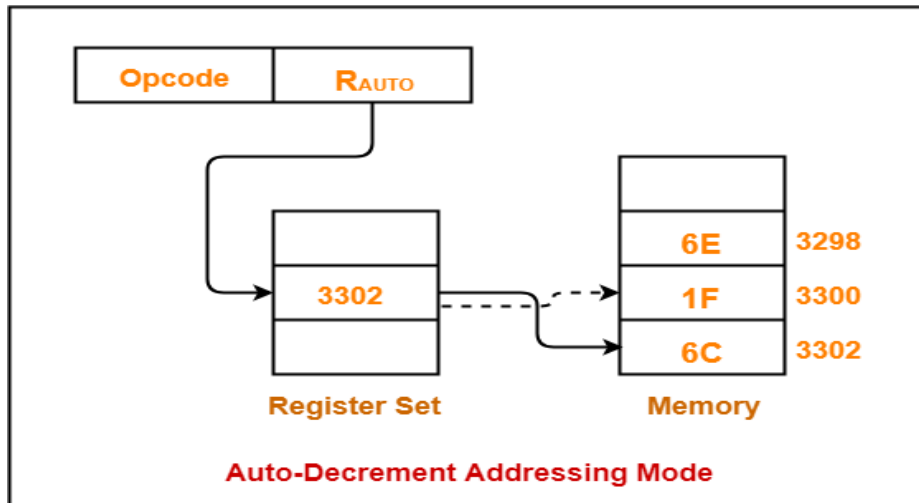 Opcode RAUTO
6E 3298
3302 1F 3300
6C 3302
Register Set Memory
Auto-Decrement Addressing Mode